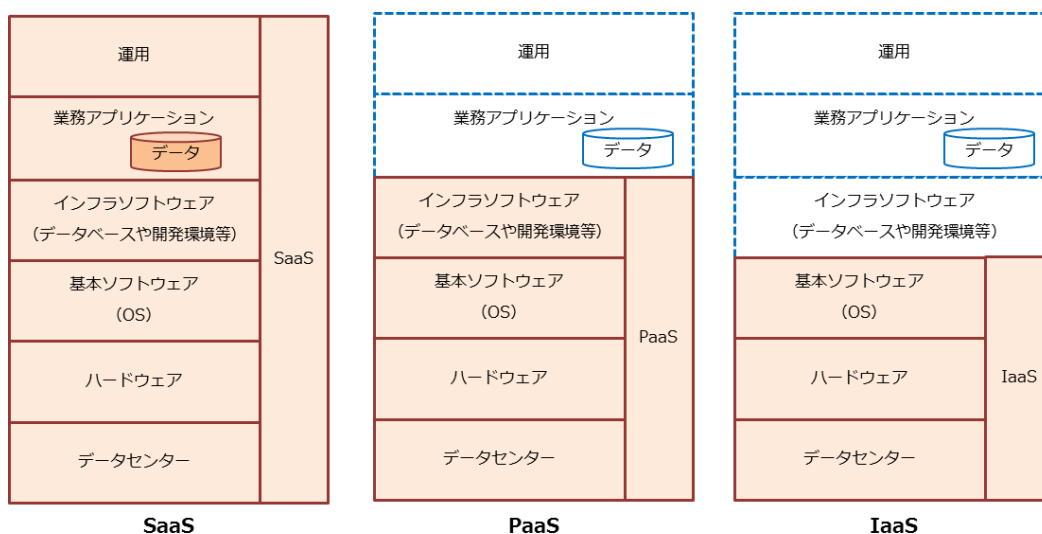 運用
業務アプリケーション
データ
インフラソフトウェア
（データベースや開発環境等）
基本ソフトウェア
（OS）
ハードウェア
データセンター
SaaS
SaaS
運用
業務アプリケーション
データ
インフラソフトウェア
（データベースや開発環境等）
基本ソフトウェア
（OS）
ハードウェア
データセンター
PaaS
PaaS
運用
業務アプリケーション
データ
インフラソフトウェア
（データベースや開発環境等）
基本ソフトウェア
（OS）
ハードウェア
データセンター
IaaS
IaaS